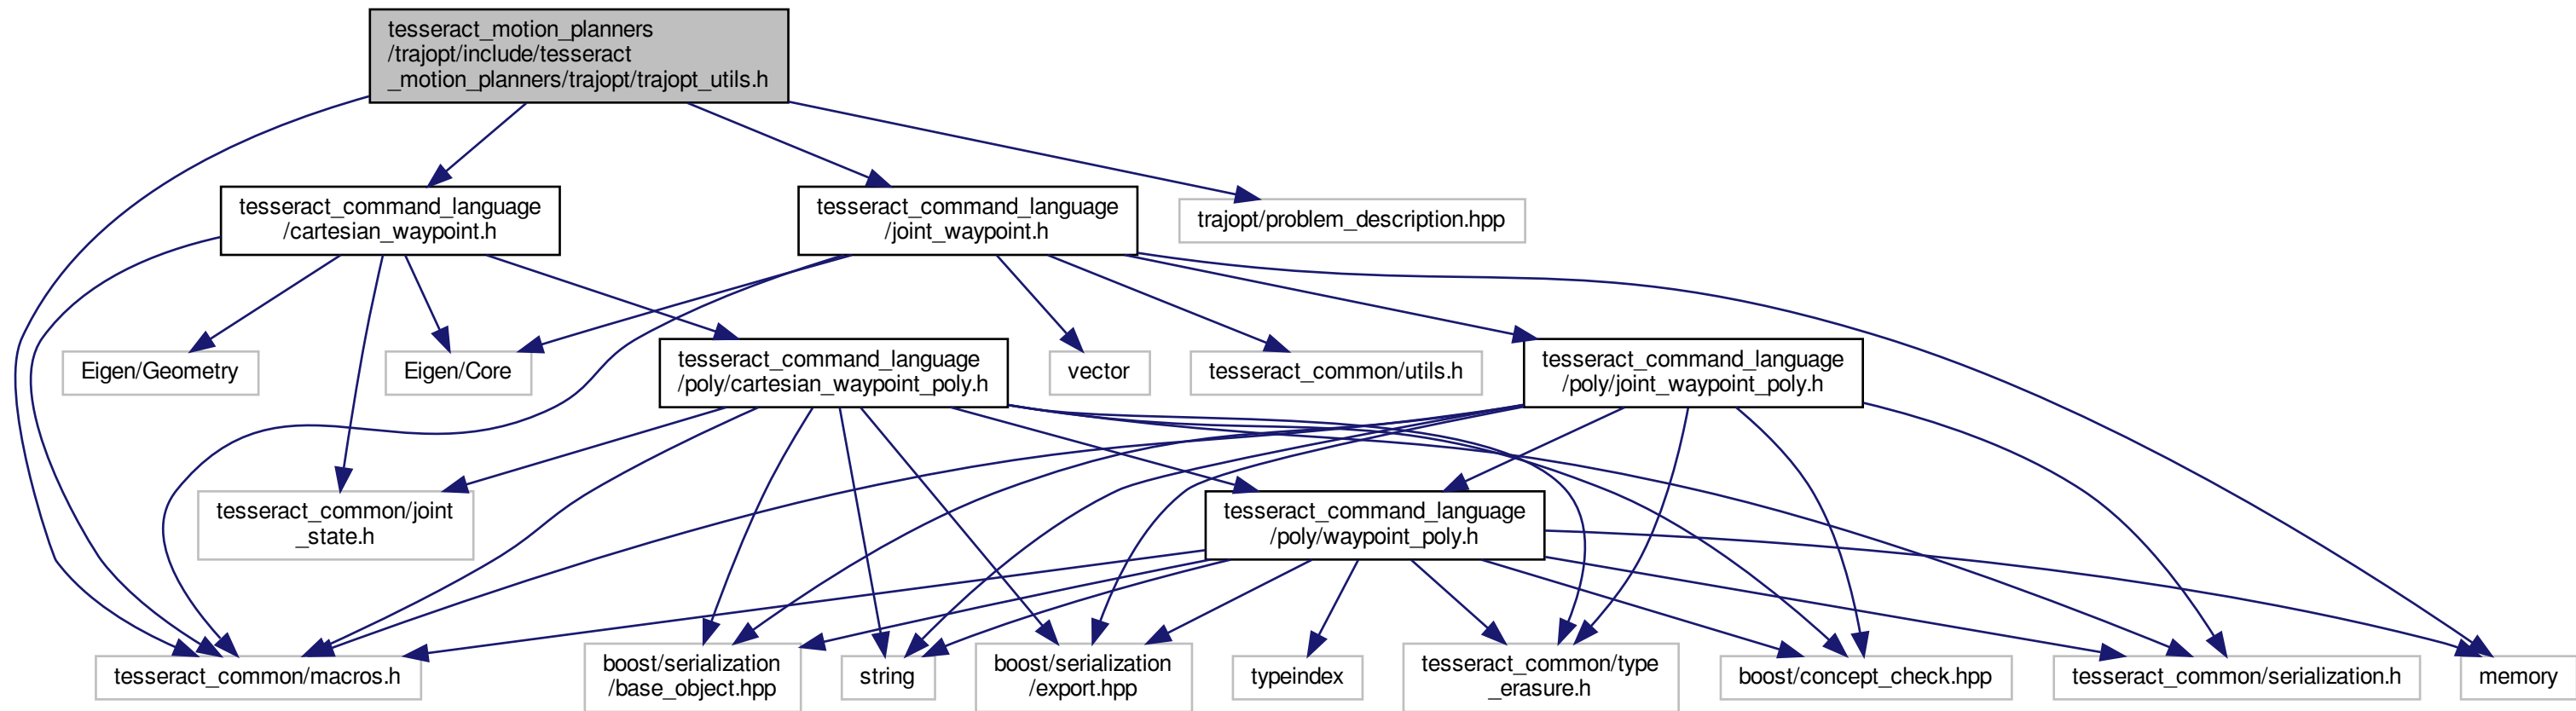 tesseract_motion_planners
/trajopt/include/tesseract
_motion_planners/trajopt/trajopt_utils.h
tesseract_command_language
/cartesian_waypoint.h
tesseract_command_language
/joint_waypoint.h
trajopt/problem_description.hpp
Eigen/Geometry
Eigen/Core
tesseract_command_language
/poly/cartesian_waypoint_poly.h
vector
tesseract_common/utils.h
tesseract_command_language
/poly/joint_waypoint_poly.h
tesseract_common/joint
_state.h
tesseract_command_language
/poly/waypoint_poly.h
tesseract_common/macros.h
boost/serialization
/base_object.hpp
string
boost/serialization
/export.hpp
typeindex
tesseract_common/type
_erasure.h
boost/concept_check.hpp
tesseract_common/serialization.h
memory